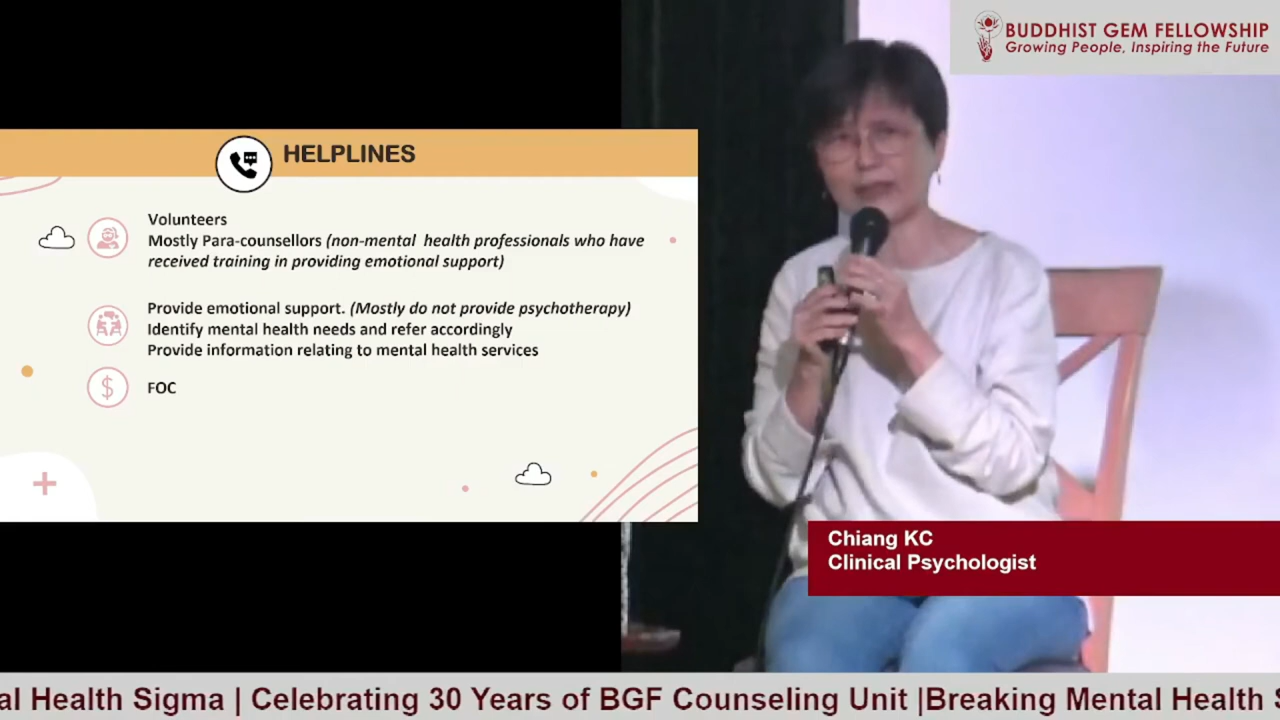 BUDDHIST GEM FELLOWSHIP
Growing People, Inspiring the Future
HELPLINES
Volunteers
Mostly Para-counsellors (non-mental health professionals who have
received training in providing emotional support)
Provide emotional support. (Mostly do not provide psychotherapy)
Identify mental health needs and refer accordingly
Provide information relating to mental health services
$
FOC
Chiang KC
Clinical Psychologist
al Health Sigma | Celebrating 30 Years of BGF Counseling Unit |Breaking Mental Health S